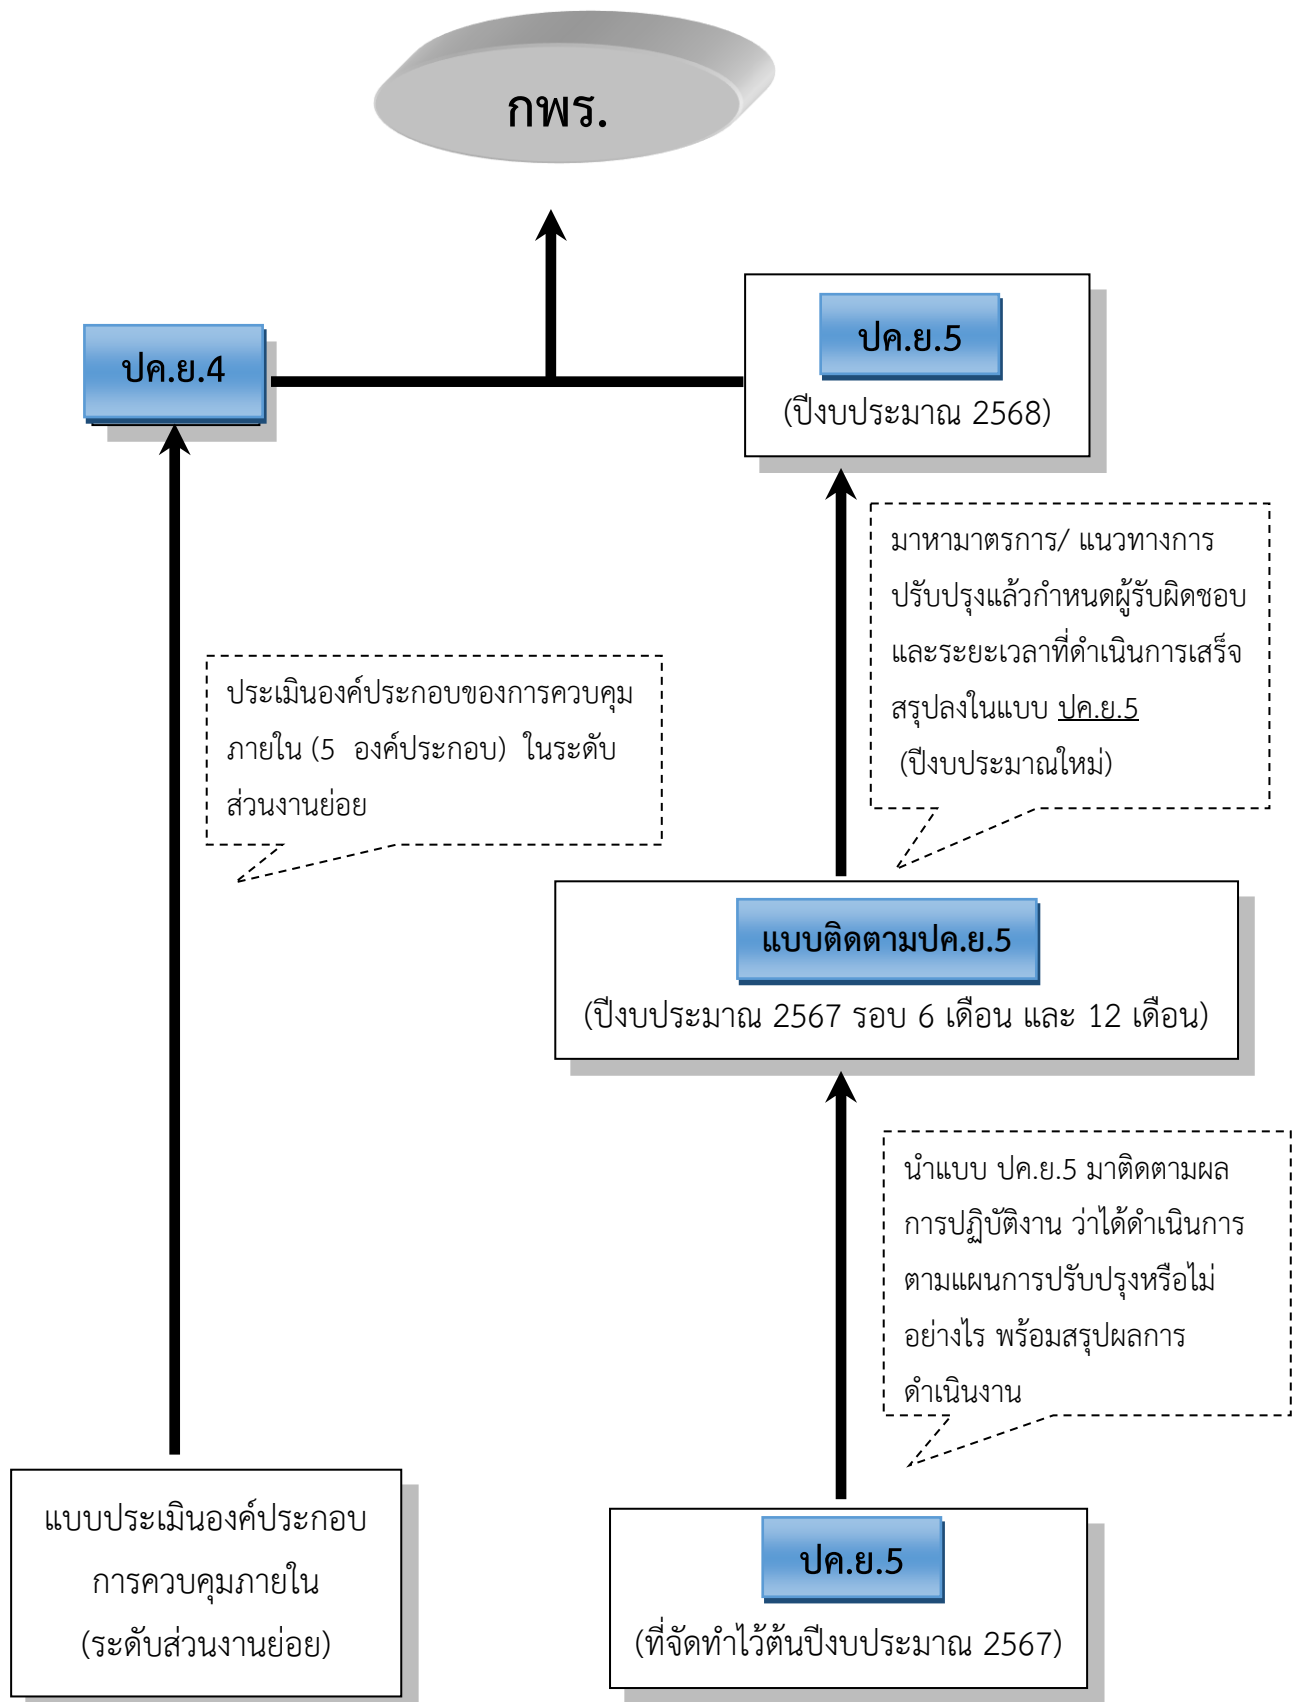 กพร.
ปค.ย.4
ปค.ย.5
(ปีงบประมาณ 2568)
มาหามาตรการ/ แนวทางการ
ปรับปรุงแล้วกำหนดผู้รับผิดชอบ
และระยะเวลาที่ดำเนินการเสร็จ
สรุปลงในแบบ ปค.ย.5
(ปีงบประมาณใหม่)
ประเมินองค์ประกอบของการควบคุม
ภายใน (5 องค์ประกอบ) ในระดับ
ส่วนงานย่อย
แบบติดตามปค.ย.5
(ปีงบประมาณ 2567 รอบ 6 เดือน และ 12 เดือน)
นำแบบ ปค.ย.5 มาติดตามผล
การปฏิบัติงาน ว่าได้ดำเนินการ
ตามแผนการปรับปรุงหรือไม่
อย่างไร พร้อมสรุปผลการ
ดำเนินงาน
แบบประเมินองค์ประกอบ
การควบคุมภายใน
(ระดับส่วนงานย่อย)
ปค.ย.5
(ที่จัดทำไว้ต้นปีงบประมาณ 2567)